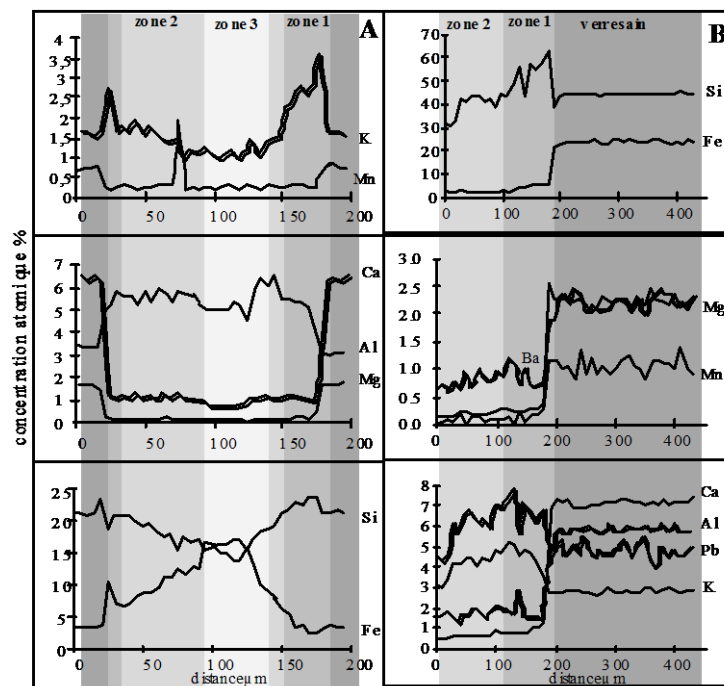 zone 2 zone 3 zone 1 A
4
3,5
3
2,5
2
1,5
1
0,5
0
K
Mn
0 50 100 150 200
concentration atomique %
7
6
5
4
3
2
1
0
Ca
Al
Mg
0 50 100 150 200
25
20
15
10
5
0
Si
Fe
0 50 100 150 200
distance µm
zone 2 zone 1 verre sain B
70
60
50
40
30
20
10
0
Si
Fe
0 100 200 300 400
3.0
2.5
2.0
1.5
1.0
0.5
0.0
Ba
Mg
Mn
0 100 200 300 400
8
7
6
5
4
3
2
1
0
Ca
Al
Pb
K
0 100 200 300 400
distance µm